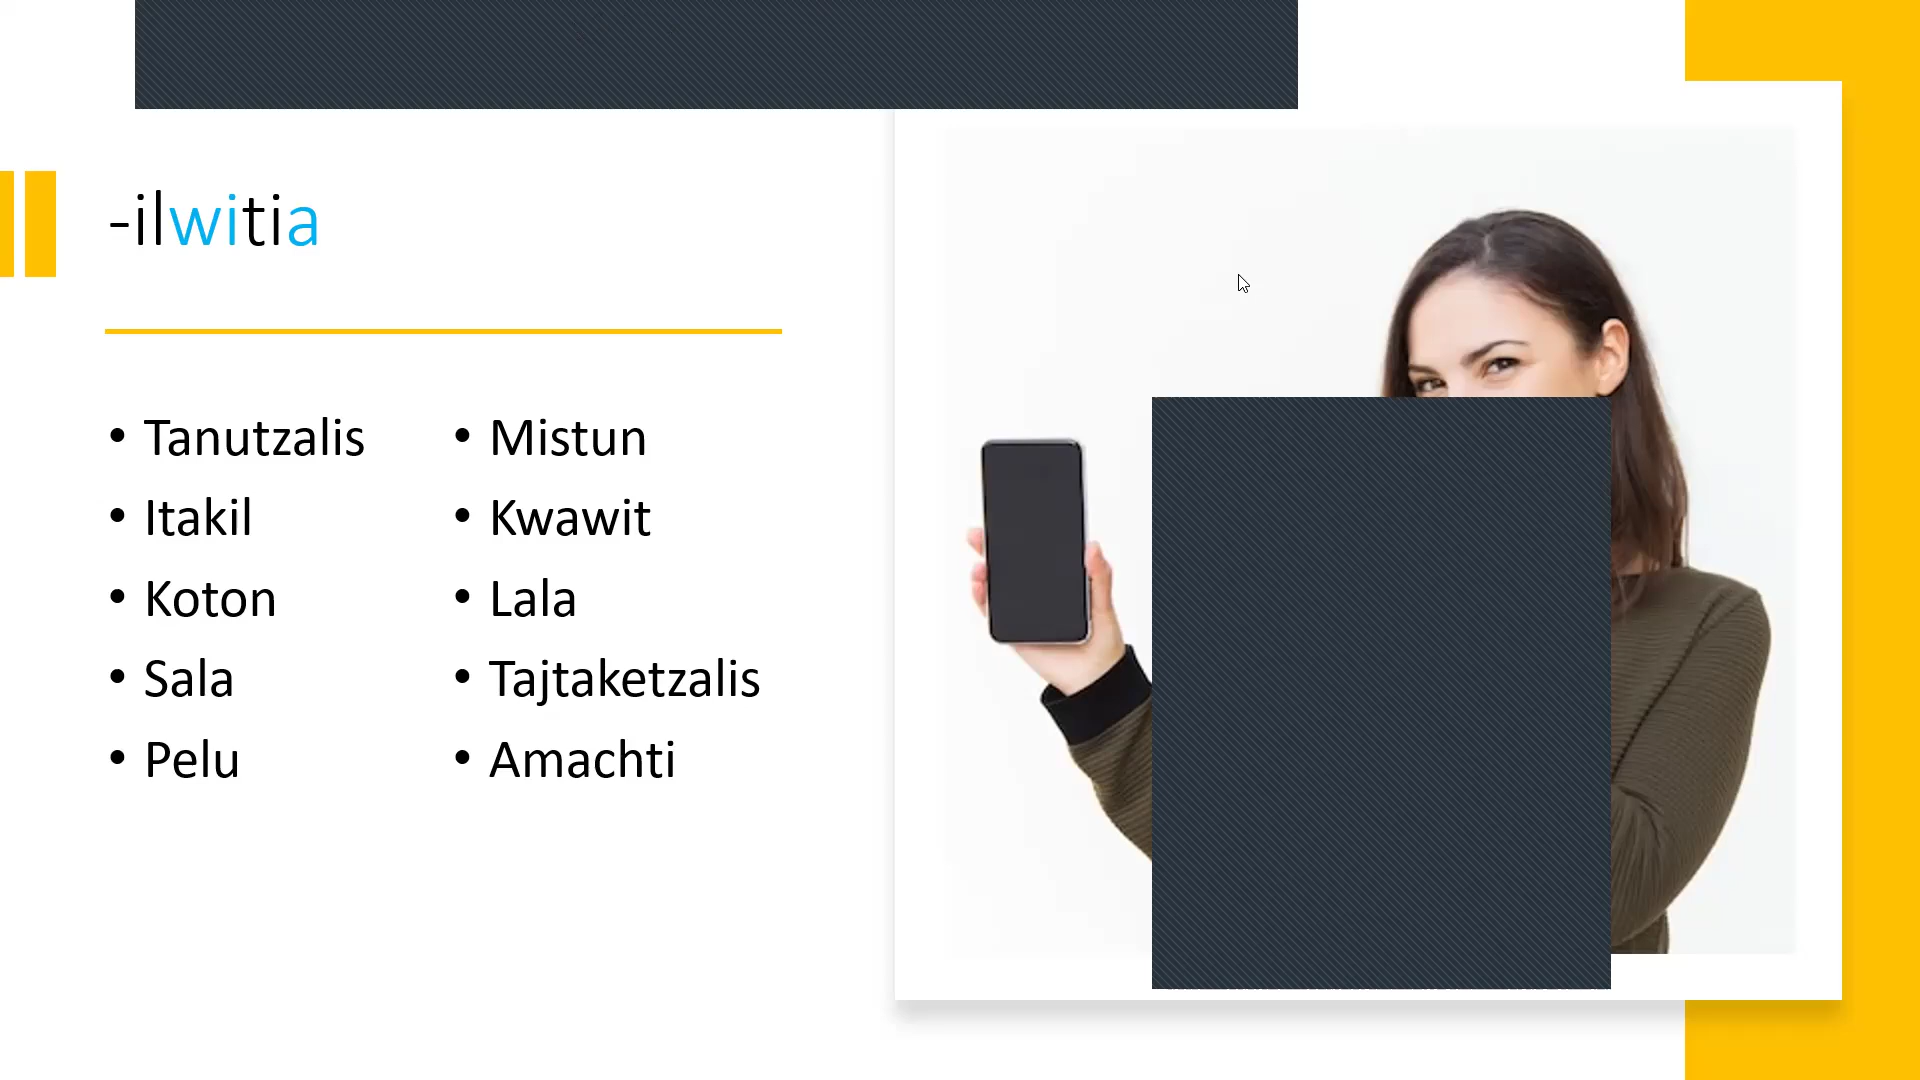 -ilwitia
• Tanutzalis
• Itakil
• Koton
• Sala
• Pelu
• Mistun
• Kwawit
• Lala
• Tajtaketzalis
• Amachti